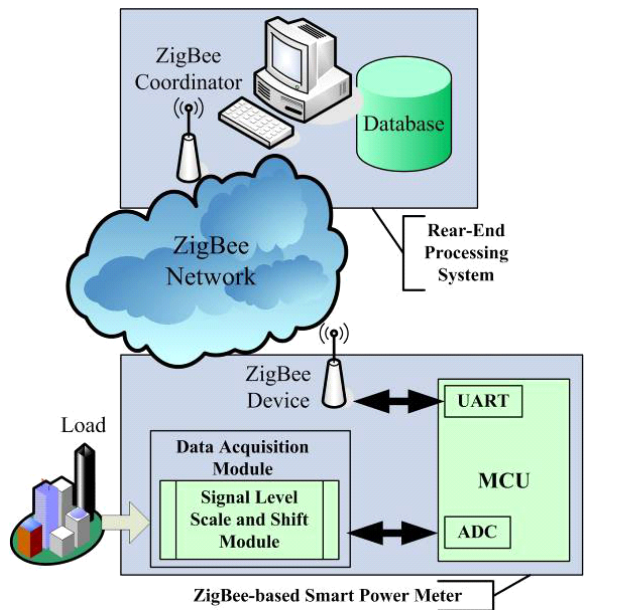 ZigBee
Coordinator
Database
Rear-End
Processing
System
ZigBee
Network
ZigBee
Device
UART
Load
Data Acquisition
Module
MCU
Signal Level
Scale and Shift
Module
ADC
ZigBee-based Smart Power Meter